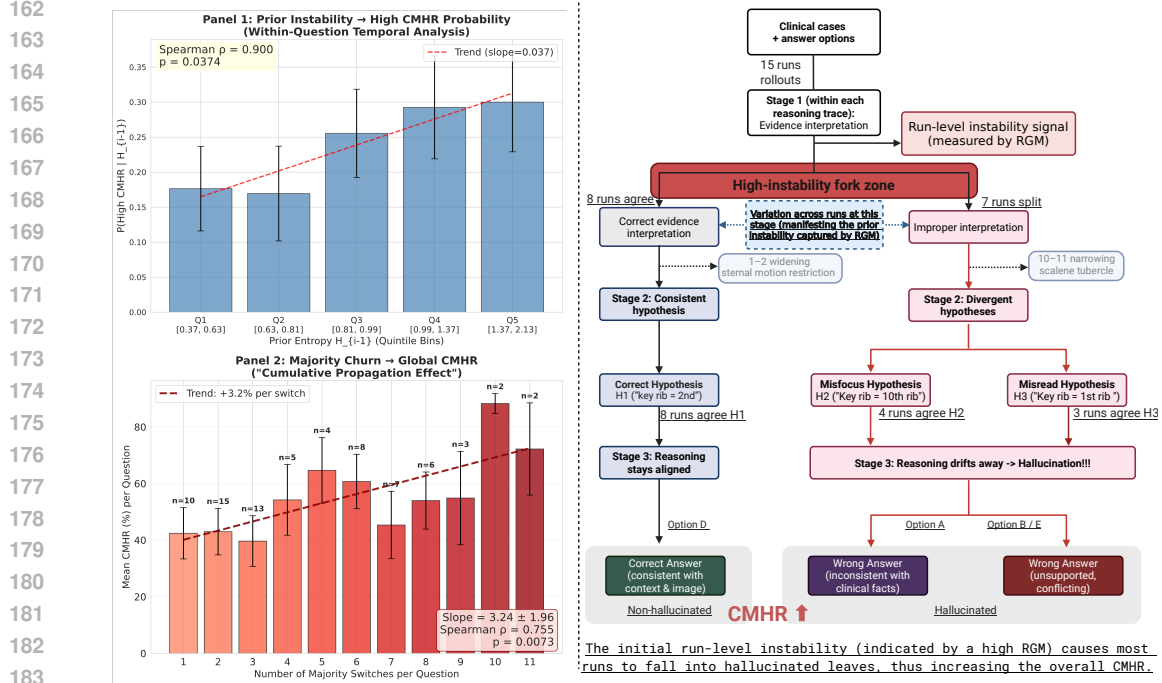 162
163
164
165
166
167
168
169
170
171
172
173
174
175
176
177
178
179
180
181
182
183
Panel 1: Prior Instability → High CMHR Probability
(Within-Question Temporal Analysis)
Spearman ρ = 0.900
p = 0.0374
Trend (slope=0.037)
P(High CMHR | H_{i-1})
0.35
0.30
0.25
0.20
0.15
0.10
0.05
0.00
Q1 Q2 Q3 Q4 Q5
[0.37, 0.63] [0.63, 0.81] [0.81, 0.99] [0.99, 1.37] [1.37, 2.13]
Prior Entropy H_{i-1} (Quintile Bins)
Panel 2: Majority Churn → Global CMHR
("Cumulative Propagation Effect")
Trend: +3.2% per switch
Mean CMHR (%) per Question
80
60
40
20
0
n=10 n=15 n=13 n=5 n=4 n=8 n=7 n=6 n=3 n=2 n=2
Slope = 3.24 ± 1.96
Spearman ρ = 0.755
p = 0.0073
1 2 3 4 5 6 7 8 9 10 11
Number of Majority Switches per Question
Clinical cases
+ answer options
15 runs
rollouts
Stage 1 (within each
reasoning trace):
Evidence interpretation
Run-level instability signal
(measured by RGM)
High-instability fork zone
8 runs agree
7 runs split
Correct evidence
interpretation
Variation across runs at this
stage (manifesting the prior
instability captured by RGM)
Improper interpretation
1–2 widening
sternal motion restriction
10–11 narrowing
scalene tubercle
Stage 2: Consistent
hypothesis
Stage 2: Divergent
hypotheses
Correct Hypothesis
H1 ("key rib = 2nd")
Misfocus Hypothesis
H2 ("Key rib = 10th rib")
Misread Hypothesis
H3 ("Key rib = 1st rib ")
8 runs agree H1
4 runs agree H2
3 runs agree H3
Stage 3: Reasoning
stays aligned
Stage 3: Reasoning drifts away -> Hallucination!!!
Option D
Option A
Option B / E
Correct Answer
(consistent with
context & image)
Wrong Answer
(inconsistent with
clinical facts)
Wrong Answer
(unsupported,
conflicting)
Non-hallucinated
CMHR ⬆
Hallucinated
The initial run-level instability (indicated by a high RGM) causes most
runs to fall into hallucinated leaves, thus increasing the overall CMHR.